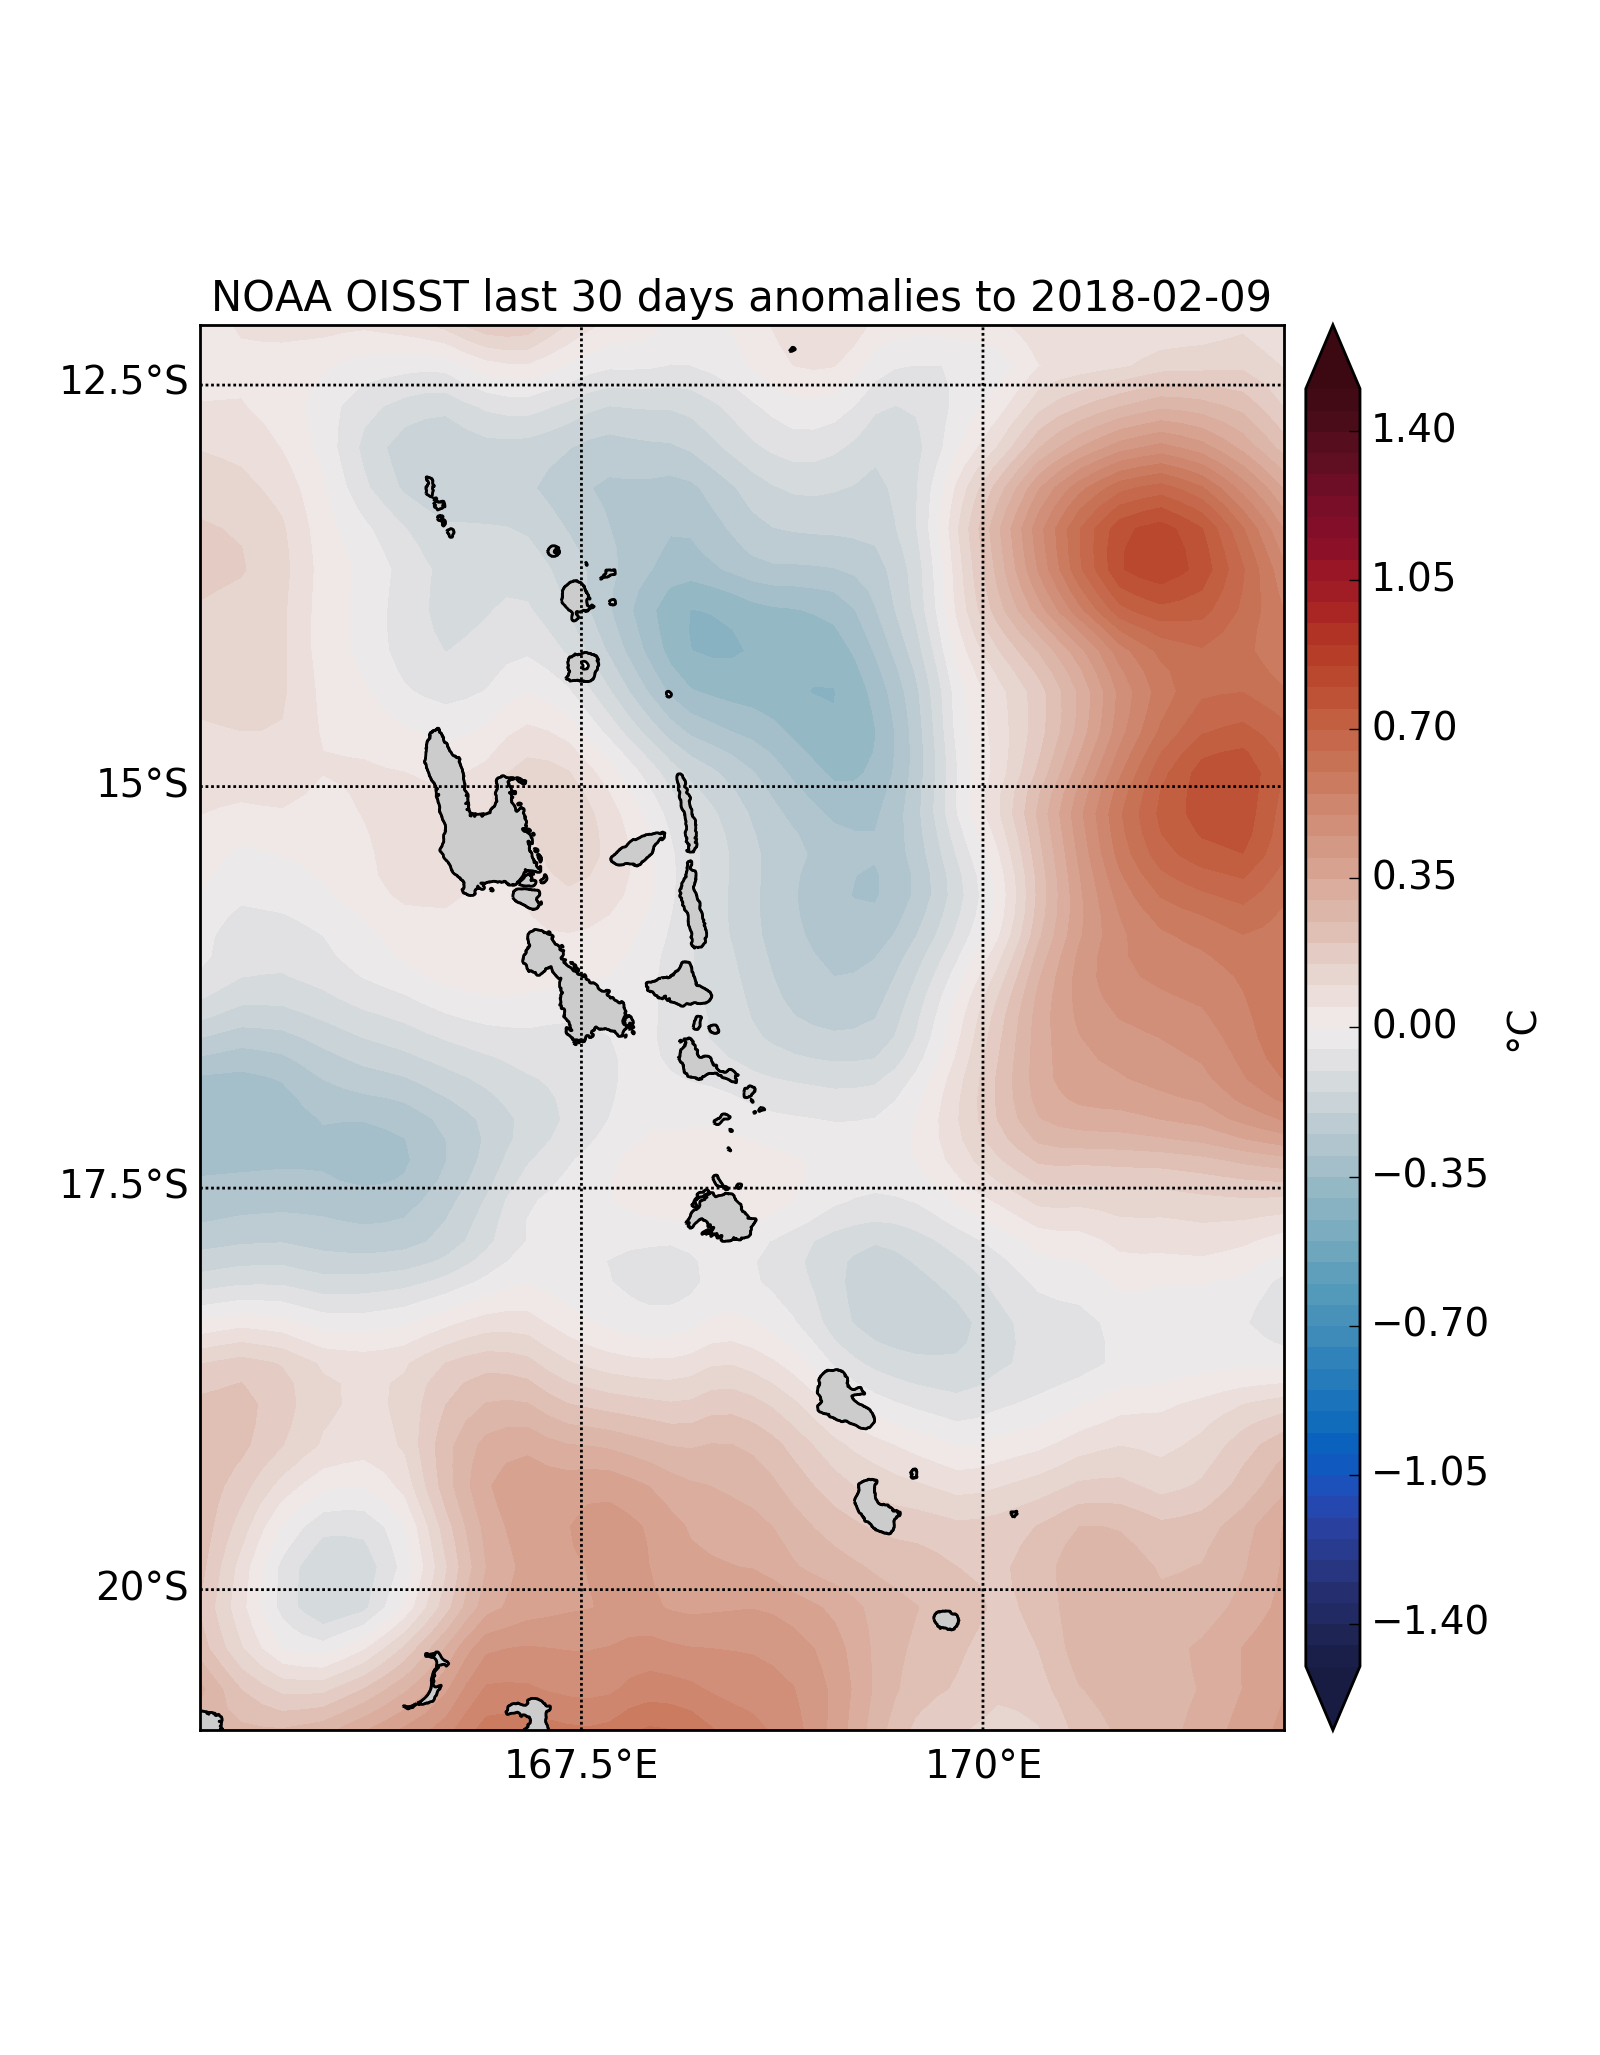 NOAA OISST last 30 days anomalies to 2018-02-09
12.5°S
15°S
17.5°S
20°S
167.5°E
170°E
1.40
1.05
0.70
0.35
0.00
−0.35
−0.70
−1.05
−1.40
°C